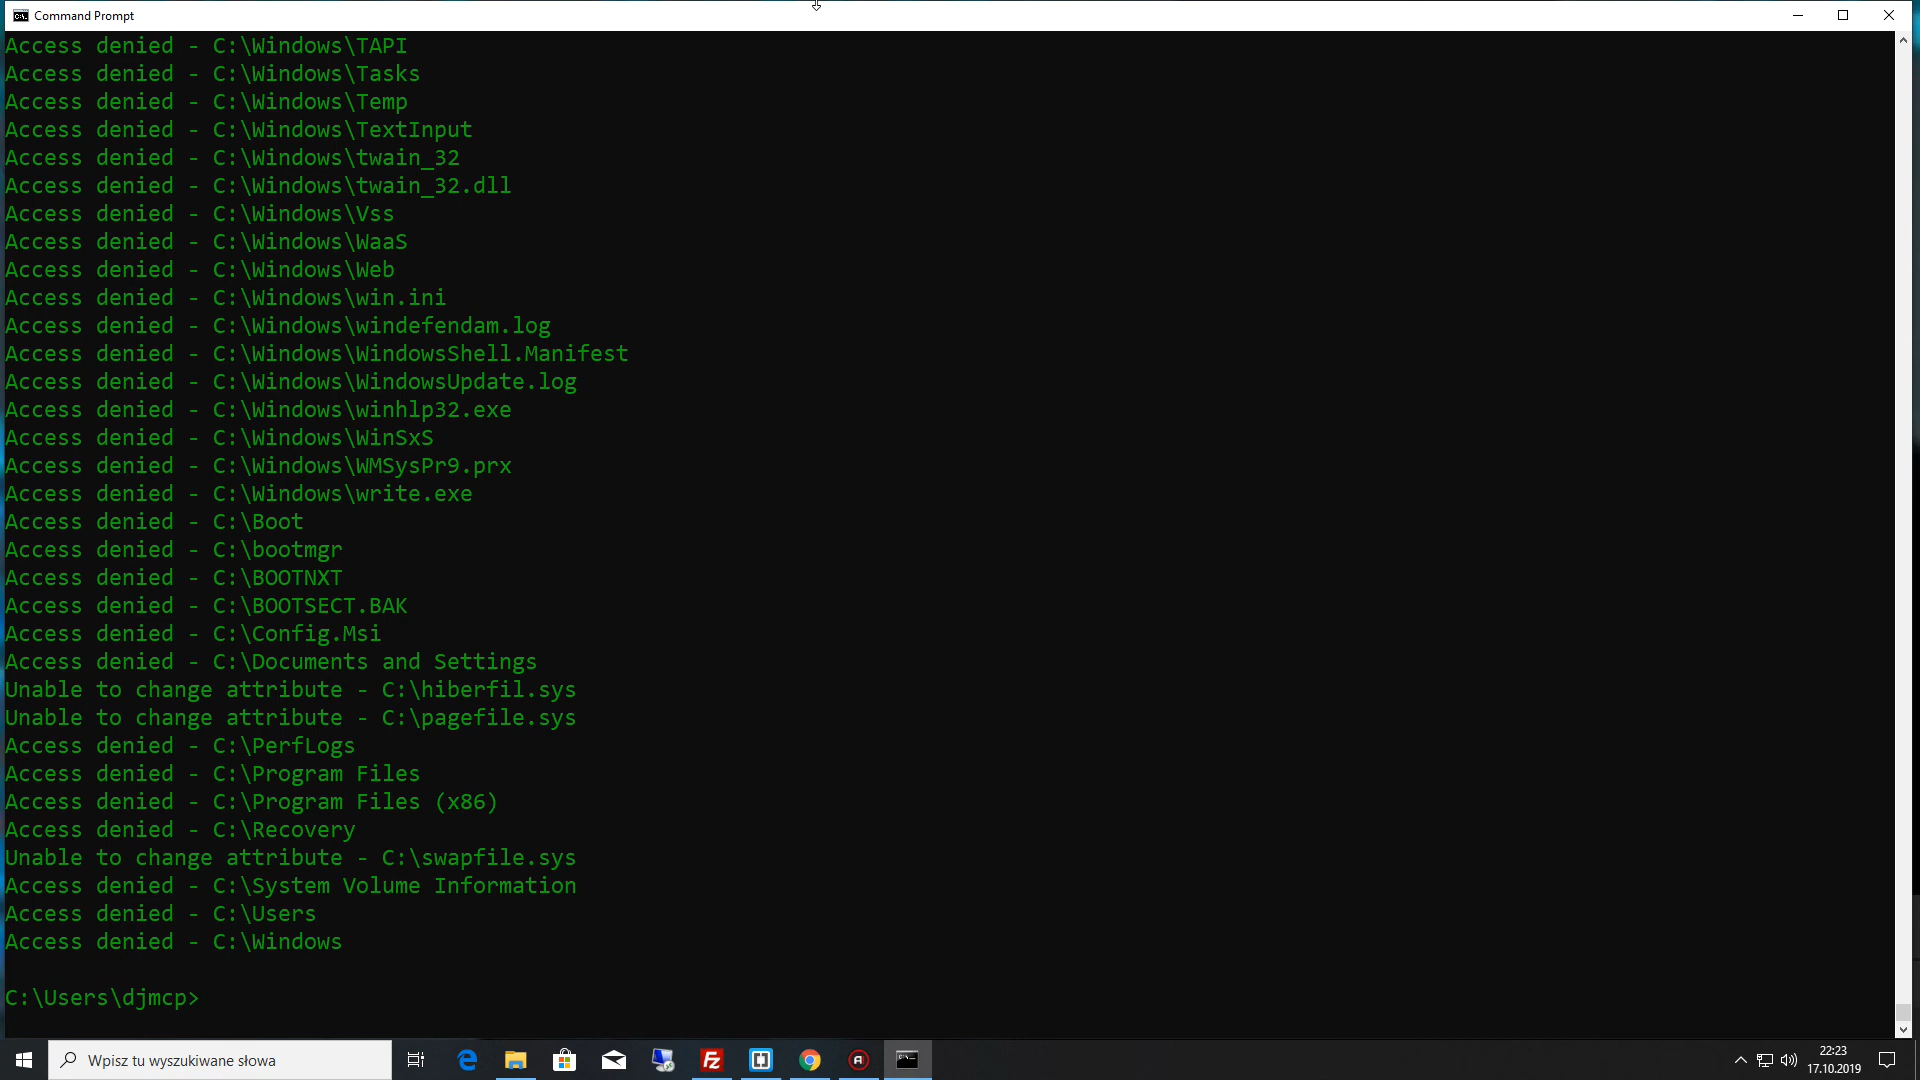 Command Prompt
Access denied - C:\Windows\TAPI
Access denied - C:\Windows\Tasks
Access denied - C:\Windows\Temp
Access denied - C:\Windows\TextInput
Access denied - C:\Windows\twain_32
Access denied - C:\Windows\twain_32.dll
Access denied - C:\Windows\Vss
Access denied - C:\Windows\WaaS
Access denied - C:\Windows\Web
Access denied - C:\Windows\win.ini
Access denied - C:\Windows\windefendam.log
Access denied - C:\Windows\WindowsShell.Manifest
Access denied - C:\Windows\WindowsUpdate.log
Access denied - C:\Windows\winhlp32.exe
Access denied - C:\Windows\WinSxS
Access denied - C:\Windows\WMSysPr9.prx
Access denied - C:\Windows\write.exe
Access denied - C:\Boot
Access denied - C:\bootmgr
Access denied - C:\BOOTNXT
Access denied - C:\BOOTSECT.BAK
Access denied - C:\Config.Msi
Access denied - C:\Documents and Settings
Unable to change attribute - C:\hiberfil.sys
Unable to change attribute - C:\pagefile.sys
Access denied - C:\PerfLogs
Access denied - C:\Program Files
Access denied - C:\Program Files (x86)
Access denied - C:\Recovery
Unable to change attribute - C:\swapfile.sys
Access denied - C:\System Volume Information
Access denied - C:\Users
Access denied - C:\Windows
C:\Users\djmcp>
Wpisz tu wyszukiwane słowa
22:23
17.10.2019